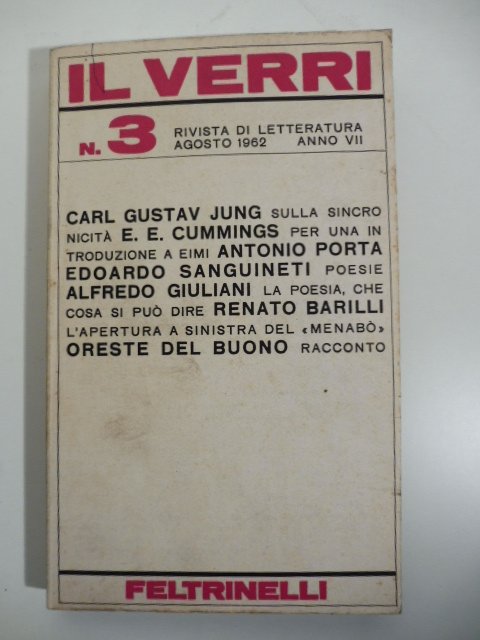 IL VERRI
N. 3
RIVISTA DI LETTERATURA
AGOSTO 1962 ANNO VII
CARL GUSTAV JUNG SULLA SINCRO
NICITÀ E. E. CUMMINGS PER UNA IN
TRODUZIONE A EIMI ANTONIO PORTA
EDOARDO SANGUINETI POESIE
ALFREDO GIULIANI LA POESIA, CHE
COSA SI PUÒ DIRE RENATO BARILLI
L'APERTURA A SINISTRA DEL «MENABÒ»
ORESTE DEL BUONO RACCONTO
FELTRINELLI